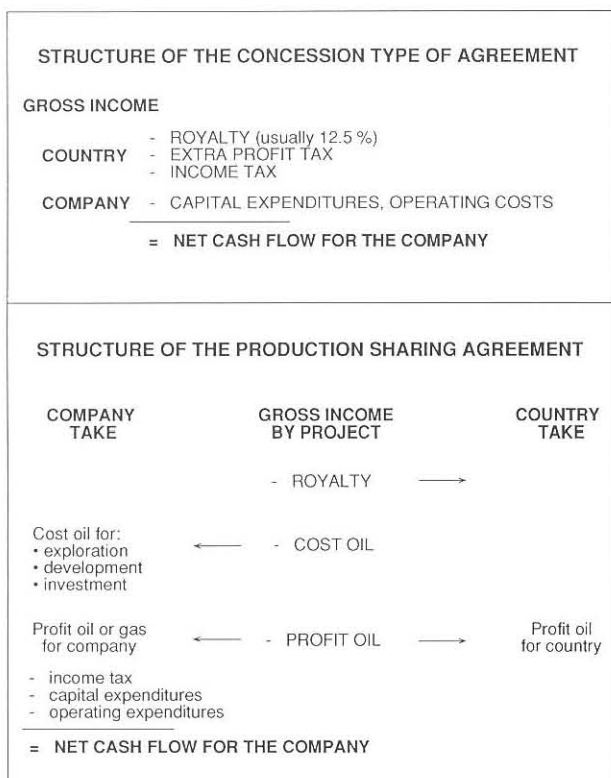 STRUCTURE OF THE CONCESSION TYPE OF AGREEMENT
GROSS INCOME
- ROYALTY (usually 12.5 %)
COUNTRY - EXTRA PROFIT TAX
- INCOME TAX
COMPANY - CAPITAL EXPENDITURES, OPERATING COSTS
= NET CASH FLOW FOR THE COMPANY
STRUCTURE OF THE PRODUCTION SHARING AGREEMENT
COMPANY GROSS INCOME COUNTRY
TAKE BY PROJECT TAKE
- ROYALTY →
Cost oil for:
• exploration ← - COST OIL
• development
• investment
Profit oil or gas ← - PROFIT OIL → Profit oil
for company for country
- income tax
- capital expenditures
- operating expenditures
= NET CASH FLOW FOR THE COMPANY